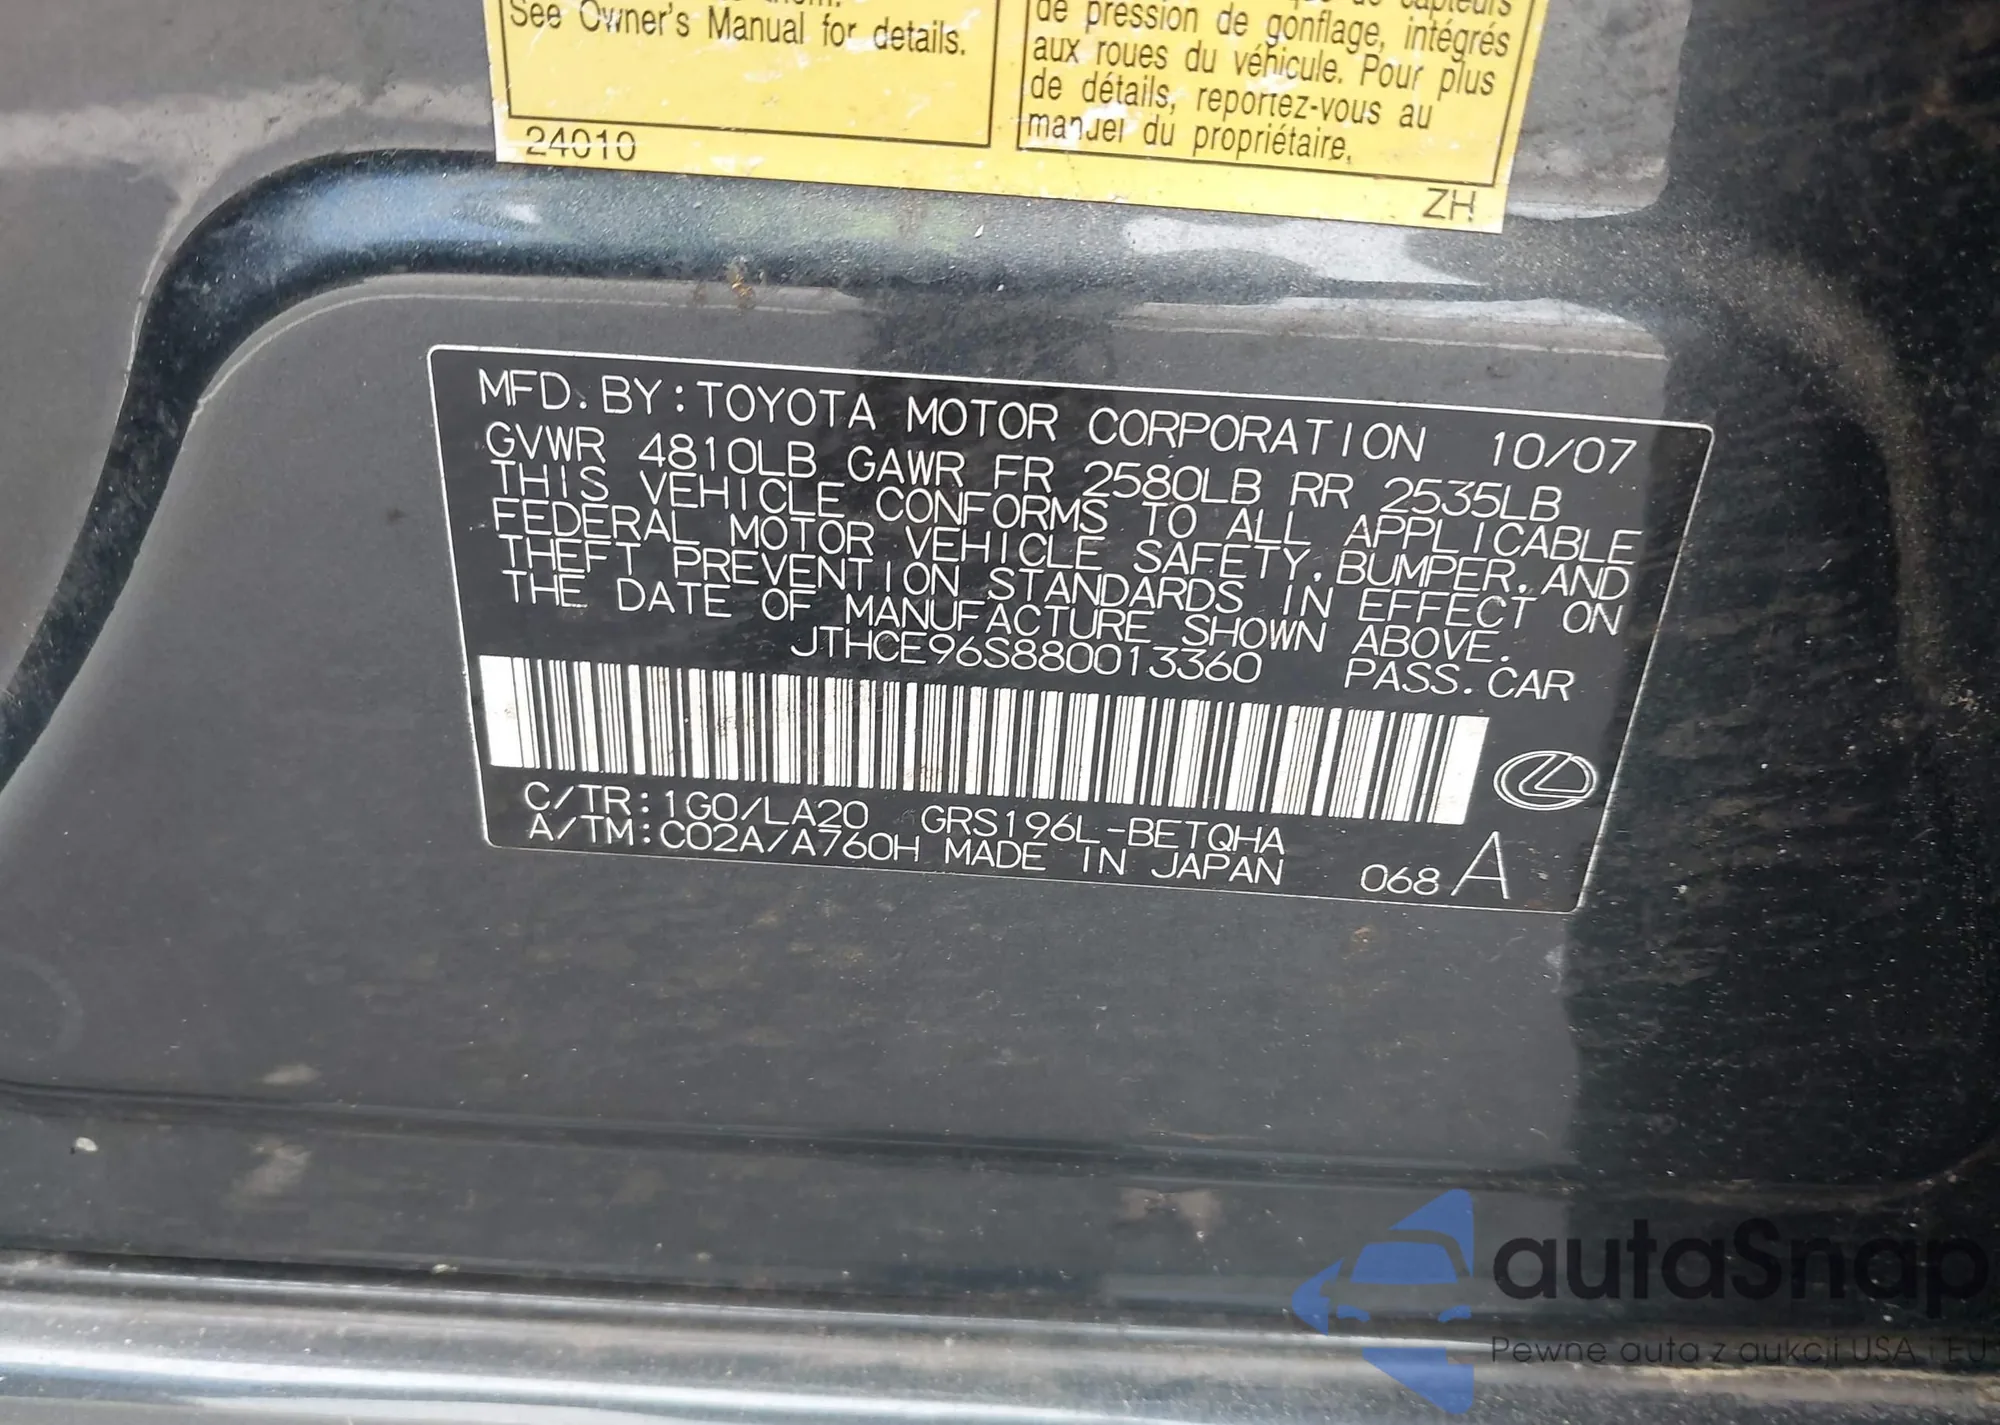 See Owner's Manual for details.
24010
de pression de gonflage, intégrés
aux roues du véhicule. Pour plus
de détails, reportez-vous au
manuel du propriétaire.
ZH
MFD. BY: TOYOTA MOTOR CORPORATION 10/07
GVWR 4810LB GAWR FR 2580LB RR 2535LB
THIS VEHICLE CONFORMS TO ALL APPLICABLE
FEDERAL MOTOR VEHICLE SAFETY, BUMPER, AND
THEFT PREVENTION STANDARDS IN EFFECT ON
THE DATE OF MANUFACTURE SHOWN ABOVE.
JTHCE96S880013360 PASS. CAR
C/TR: 1G0/LA20 GRS196L-BETQHA
A/TM: C02A/A760H MADE IN JAPAN 068 A
autaSnap
Pewne auta z aukcji USA i EU